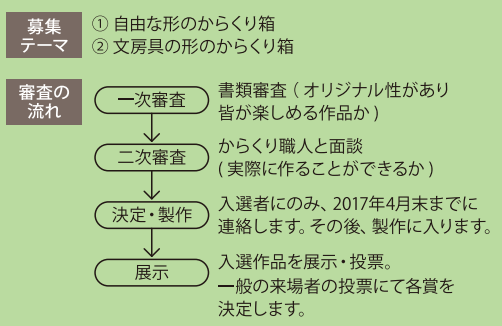 募集
テーマ
① 自由な形のからくり箱
② 文房具の形のからくり箱
審査の
流れ
一次審査
書類審査 ( オリジナル性があり
皆が楽しめる作品か )
二次審査
からくり職人と面談
( 実際に作ることができるか )
決定・製作
入選者にのみ、2017年4月末までに
連絡します。その後、製作に入ります。
展示
入選作品を展示・投票。
一般の来場者の投票にて各賞を
決定します。